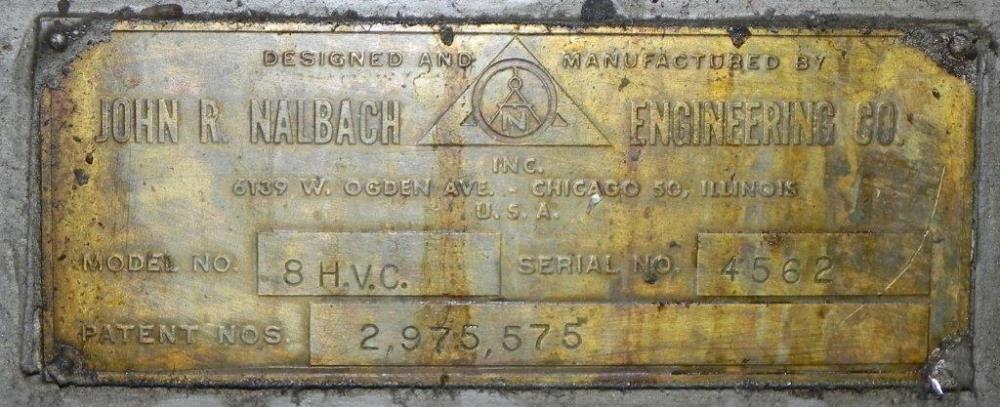 DESIGNED AND MANUFACTURED BY
JOHN R. NALBACH N ENGINEERING CO.
INC.
6139 W. OGDEN AVE. - CHICAGO 50, ILLINOIS
U.S.A.
MODEL NO. 8 H.V.C. SERIAL NO. 4562
PATENT NOS. 2,975,575